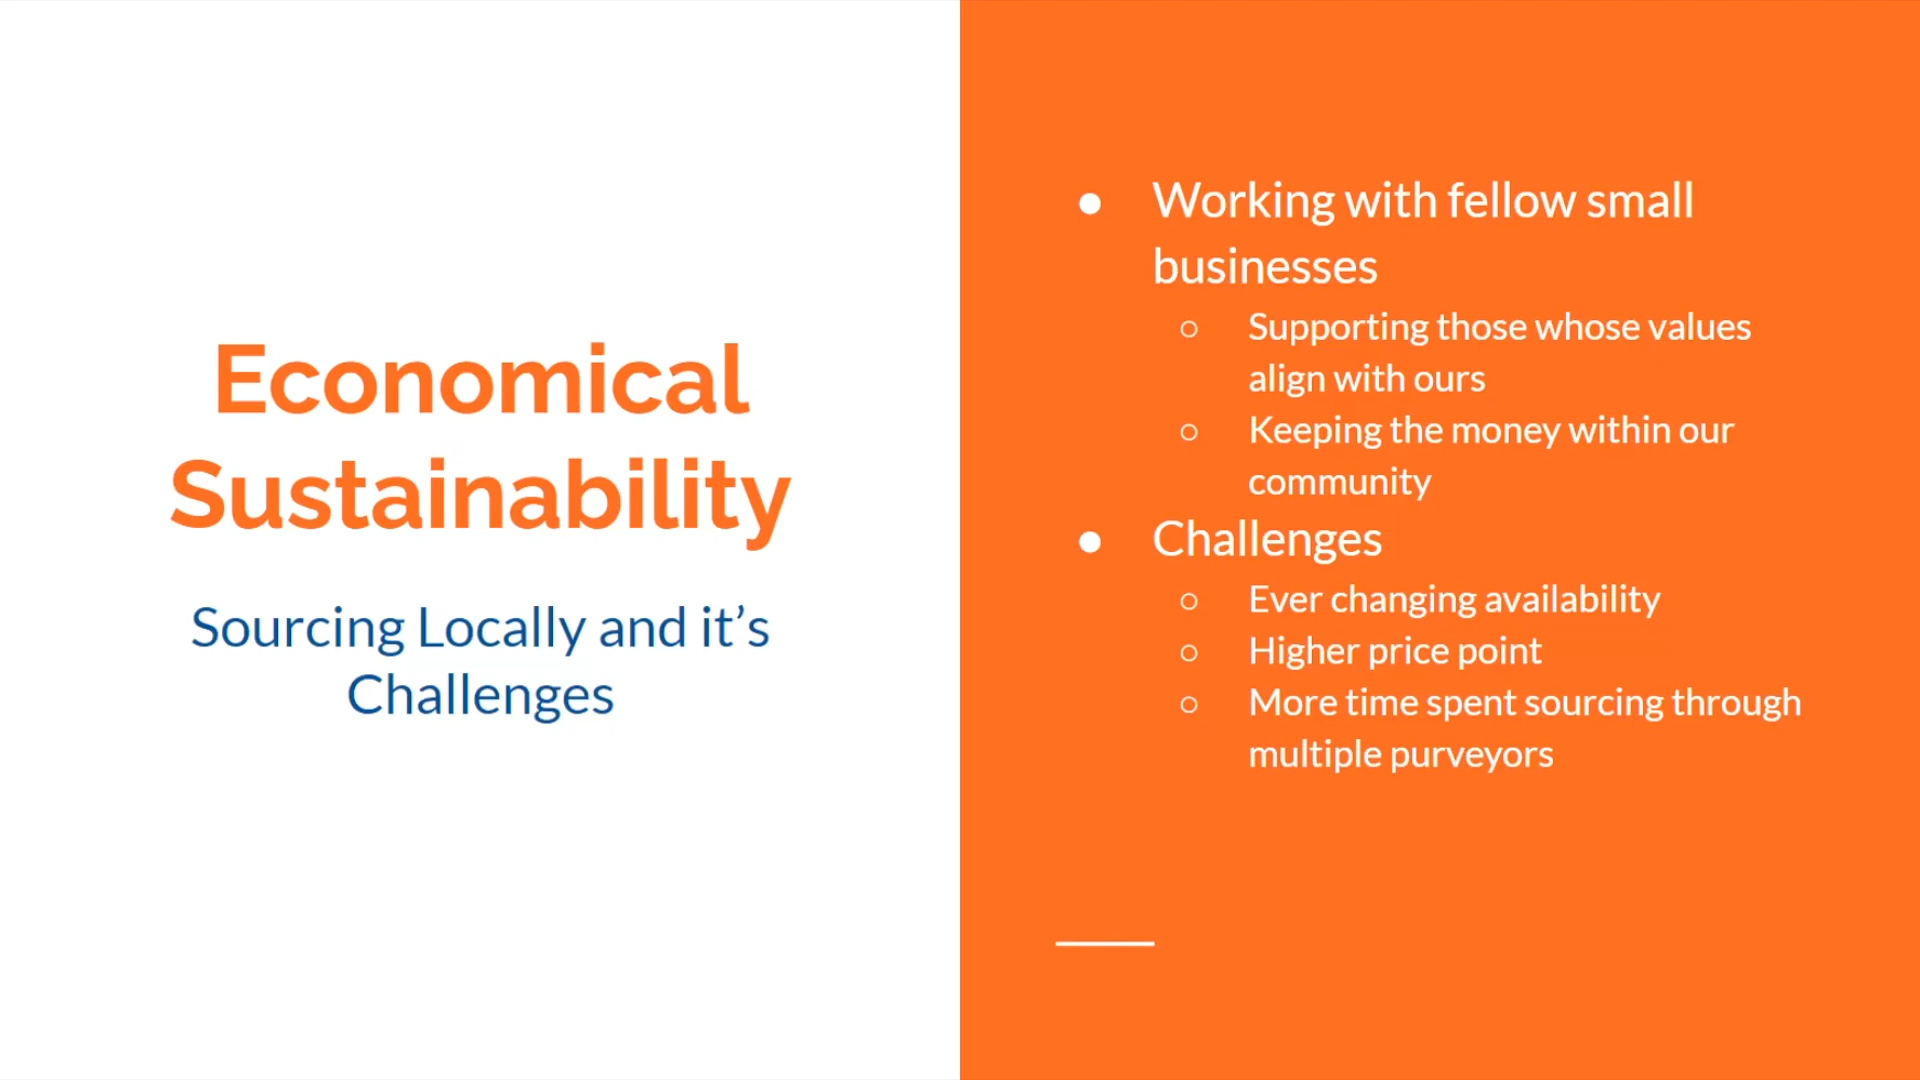 Economical
Sustainability
Sourcing Locally and it’s
Challenges
● Working with fellow small
businesses
○ Supporting those whose values
align with ours
○ Keeping the money within our
community
● Challenges
○ Ever changing availability
○ Higher price point
○ More time spent sourcing through
multiple purveyors